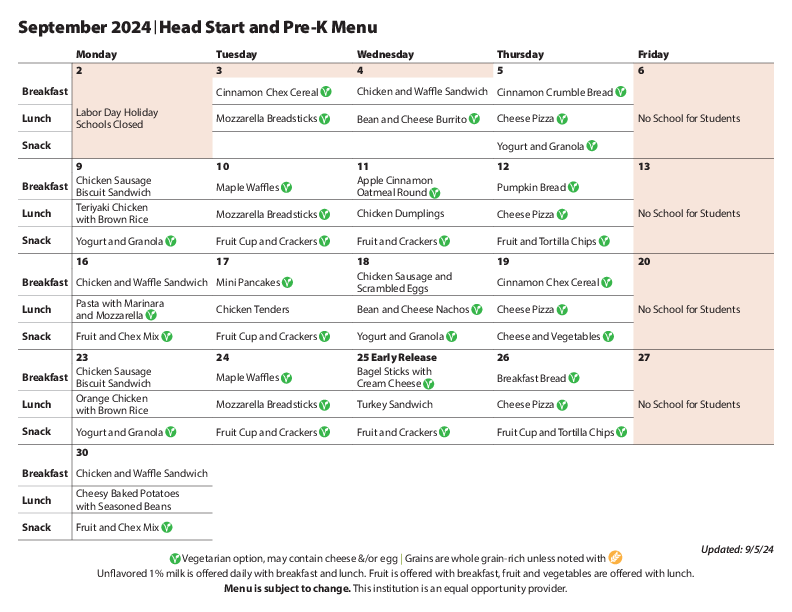 September 2024 | Head Start and Pre-K Menu
Monday Tuesday Wednesday Thursday Friday
2 3 4 5 6
Breakfast Cinnamon Chex Cereal V Chicken and Waffle Sandwich Cinnamon Crumble Bread V
Lunch Labor Day Holiday
Schools Closed Mozzarella Breadsticks V Bean and Cheese Burrito V Cheese Pizza V No School for Students
Snack Yogurt and Granola V
9 10 11 12 13
Breakfast Chicken Sausage
Biscuit Sandwich Maple Waffles V Apple Cinnamon
Oatmeal Round V Pumpkin Bread V
Lunch Teriyaki Chicken
with Brown Rice Mozzarella Breadsticks V Chicken Dumplings Cheese Pizza V No School for Students
Snack Yogurt and Granola V Fruit Cup and Crackers V Fruit and Crackers V Fruit and Tortilla Chips V
16 17 18 19 20
Breakfast Chicken and Waffle Sandwich Mini Pancakes V Chicken Sausage and
Scrambled Eggs Cinnamon Chex Cereal V
Lunch Pasta with Marinara
and Mozzarella V Chicken Tenders Bean and Cheese Nachos V Cheese Pizza V No School for Students
Snack Fruit and Chex Mix V Fruit Cup and Crackers V Yogurt and Granola V Cheese and Vegetables V
23 24 25 Early Release 26 27
Breakfast Chicken Sausage
Biscuit Sandwich Maple Waffles V Bagel Sticks with
Cream Cheese V Breakfast Bread V
Lunch Orange Chicken
with Brown Rice Mozzarella Breadsticks V Turkey Sandwich Cheese Pizza V No School for Students
Snack Yogurt and Granola V Fruit Cup and Crackers V Fruit and Crackers V Fruit Cup and Tortilla Chips V
30
Breakfast Chicken and Waffle Sandwich
Lunch Cheesy Baked Potatoes
with Seasoned Beans
Snack Fruit and Chex Mix V
Updated: 9/5/24
V Vegetarian option, may contain cheese &/or egg | Grains are whole grain-rich unless noted with
Unflavored 1% milk is offered daily with breakfast and lunch. Fruit is offered with breakfast, fruit and vegetables are offered with lunch.
Menu is subject to change. This institution is an equal opportunity provider.